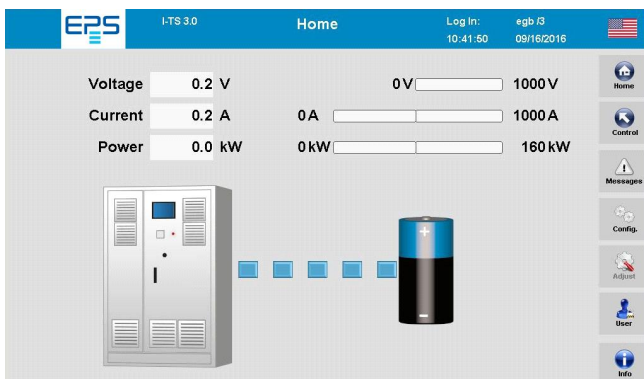 EPS I-TS 3.0 Home Log In: egb /3
10:41:50 09/16/2016
Voltage 0.2 V 0 V 1000 V
Current 0.2 A 0 A 1000 A
Power 0.0 kW 0 kW 160 kW
+
-
Home
Control
Messages
Config.
Adjust
User
Info